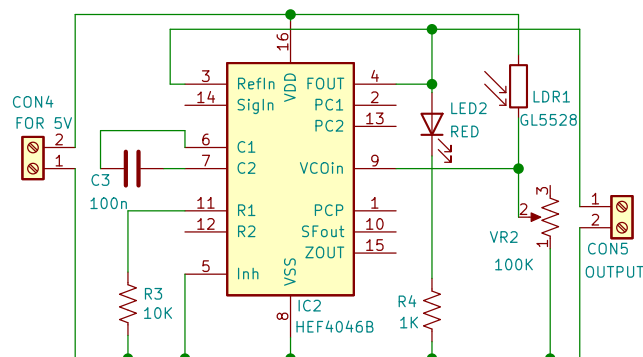 16
CON4
FOR 5V
2
1
3
14
6
7
11
12
5
RefIn
SigIn
C1
C2
R1
R2
Inh
VDD
VSS
FOUT
PC1
PC2
VCOin
PCP
SFout
ZOUT
4
2
13
9
1
10
15
8
IC2
HEF4046B
C3
100n
R3
10K
LED2
RED
R4
1K
LDR1
GL5528
3
2
1
VR2
100K
1
2
CON5
OUTPUT